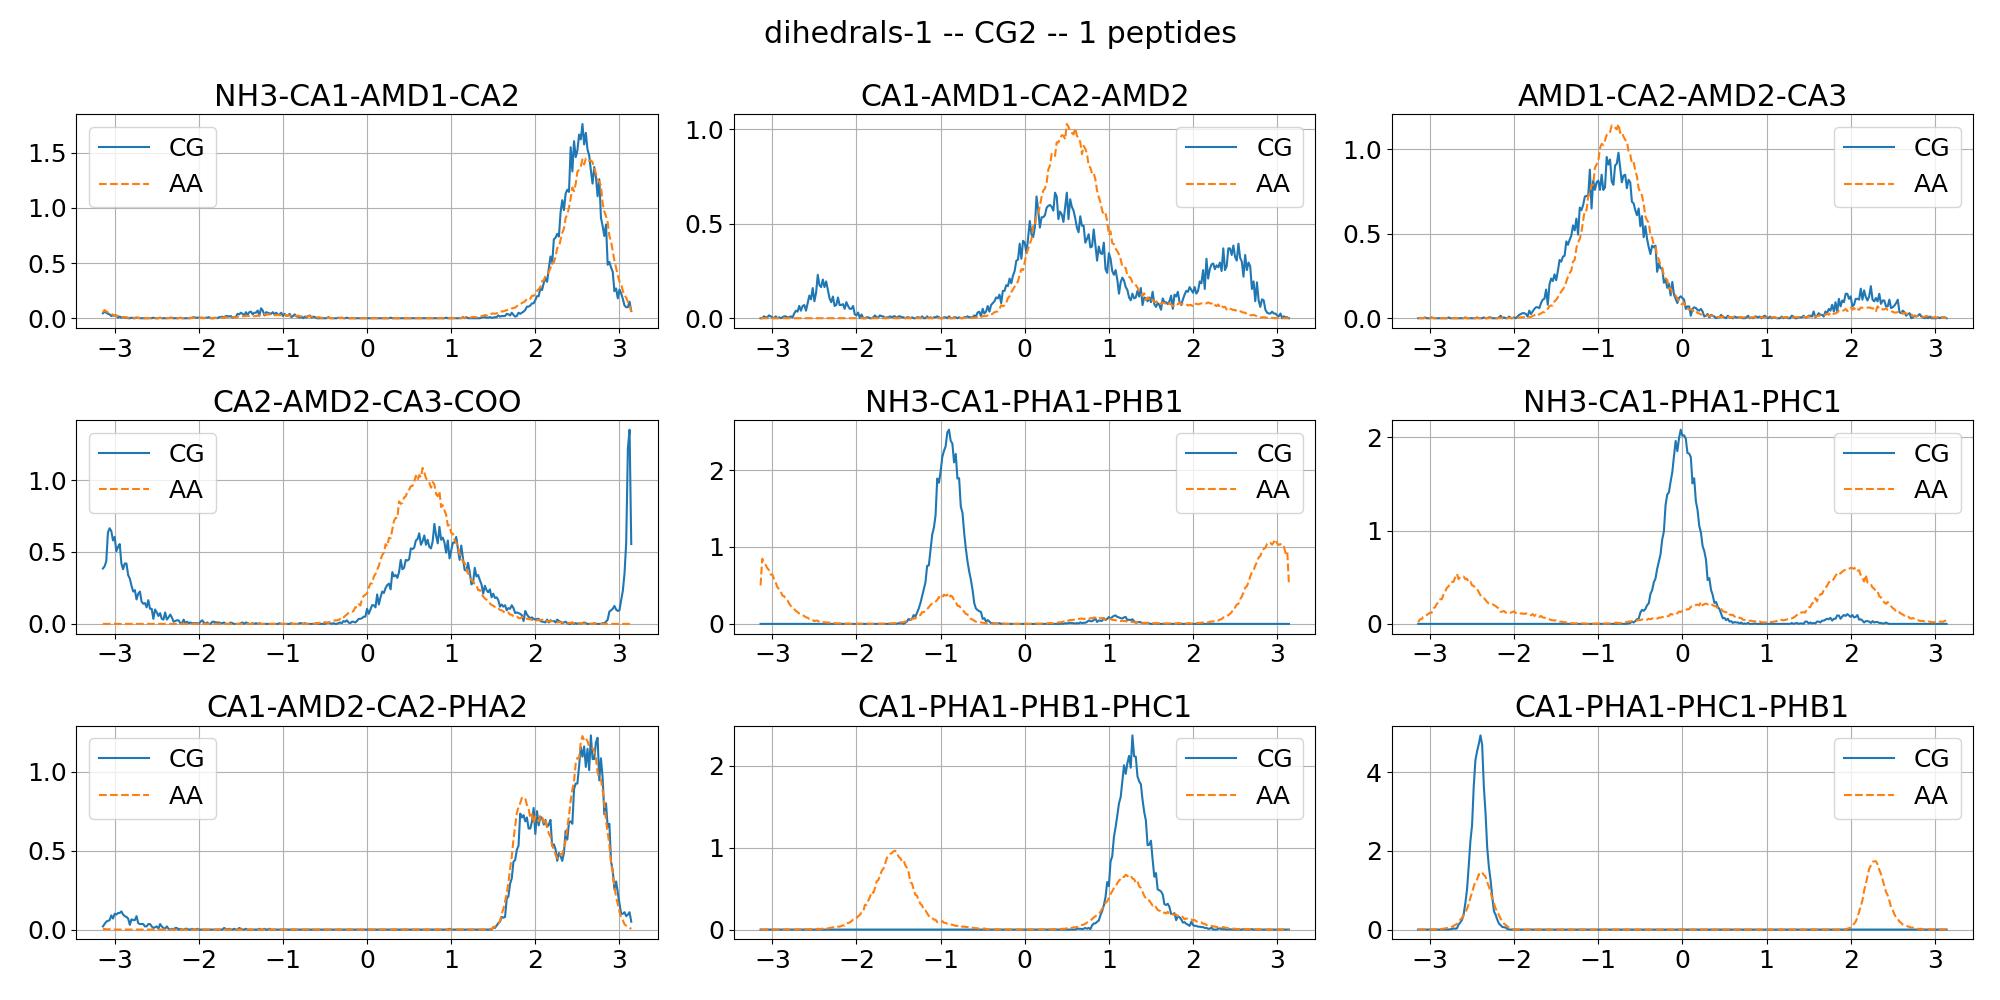 dihedrals-1 -- CG2 -- 1 peptides
NH3-CA1-AMD1-CA2
CA1-AMD1-CA2-AMD2
AMD1-CA2-AMD2-CA3
1.5
1.0
0.5
0.0
CG
AA
−3 −2 −1 0 1 2 3
1.0
0.5
0.0
CG
AA
−3 −2 −1 0 1 2 3
1.0
0.5
0.0
CG
AA
−3 −2 −1 0 1 2 3
CA2-AMD2-CA3-COO
NH3-CA1-PHA1-PHB1
NH3-CA1-PHA1-PHC1
1.0
0.5
0.0
CG
AA
−3 −2 −1 0 1 2 3
2
1
0
CG
AA
−3 −2 −1 0 1 2 3
2
1
0
CG
AA
−3 −2 −1 0 1 2 3
CA1-AMD2-CA2-PHA2
CA1-PHA1-PHB1-PHC1
CA1-PHA1-PHC1-PHB1
1.0
0.5
0.0
CG
AA
−3 −2 −1 0 1 2 3
2
1
0
CG
AA
−3 −2 −1 0 1 2 3
4
2
0
CG
AA
−3 −2 −1 0 1 2 3